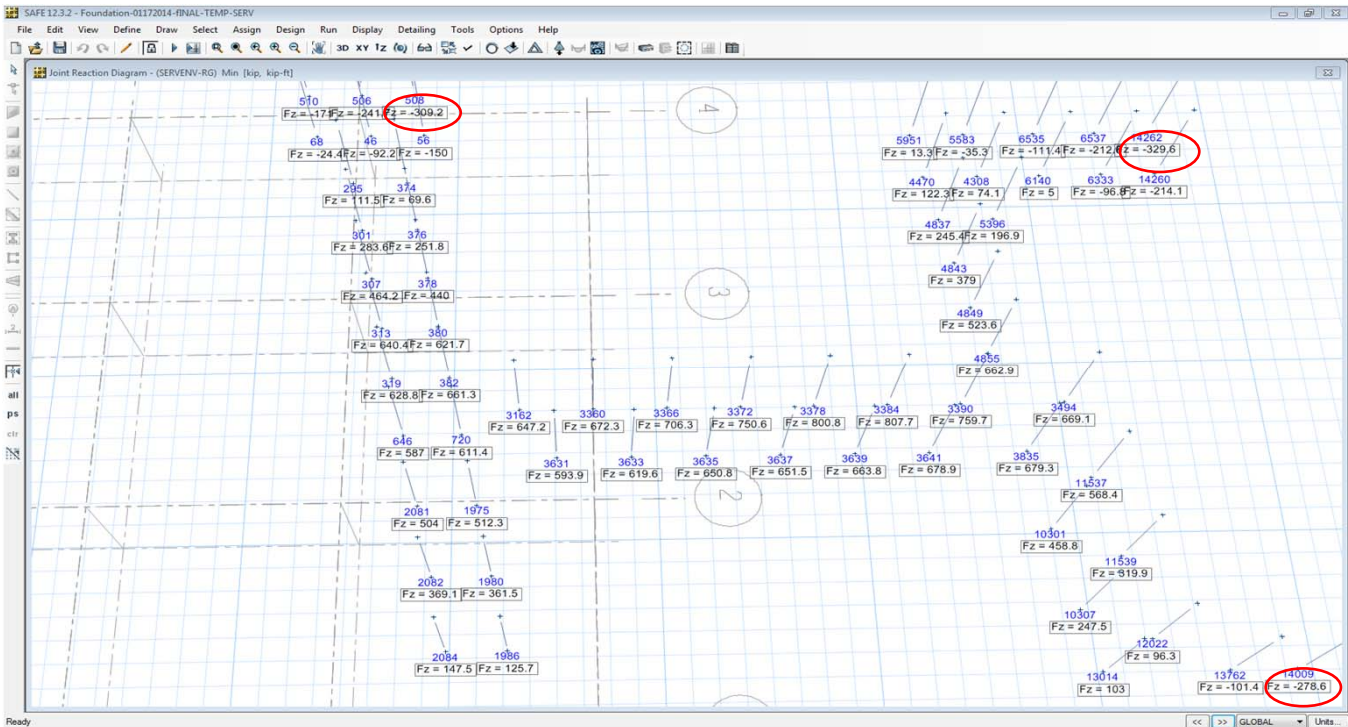 SAFE 12.3.2 - Foundation-01172014-fINAL-TEMP-SERV
File Edit View Define Draw Select Assign Design Run Display Detailing Tools Options Help
3D XY
Joint Reaction Diagram - (SERVENV-RG) Min [kip, kip-ft]
510 506 508
Fz = -171 Fz = -241. Fz = -309.2
4
5951 5583 6535 6537 14262
Fz = 13.3 Fz = -35.3 Fz = -111.4 Fz = -212.6 Fz = -329.6
68 46 56
Fz = -24.4 Fz = -92.2 Fz = -150
4470 4308 6140 6333 14260
Fz = 122.3 Fz = 74.1 Fz = 5 Fz = -96.8 Fz = -214.1
295 374
Fz = 111.5 Fz = 69.6
4837 5396
Fz = 245.4 Fz = 196.9
301 376
Fz = 283.6 Fz = 251.8
4843
Fz = 379
307 378
Fz = 464.2 Fz = 440
3
4849
Fz = 523.6
313 380
Fz = 640.4 Fz = 621.7
4855
Fz = 662.9
319 382
Fz = 628.8 Fz = 661.3
3162 3360 3366 3372 3378 3384 3390 3494
Fz = 647.2 Fz = 672.3 Fz = 706.3 Fz = 750.6 Fz = 800.8 Fz = 807.7 Fz = 759.7 Fz = 669.1
646 720
Fz = 587 Fz = 611.4
3631 3633 3635 3637 3639 3641 3835
Fz = 593.9 Fz = 619.6 Fz = 650.8 Fz = 651.5 Fz = 663.8 Fz = 678.9 Fz = 679.3
11537
Fz = 568.4
2
2081 1975
Fz = 504 Fz = 512.3
10301
Fz = 458.8
11539
Fz = 319.9
2082 1980
Fz = 369.1 Fz = 361.5
10307
Fz = 247.5
12022
Fz = 96.3
2084 1986
Fz = 147.5 Fz = 125.7
13014 13762 14009
Fz = 103 Fz = -101.4 Fz = -278.6
all
ps
clr
Ready
<< >> GLOBAL Units...